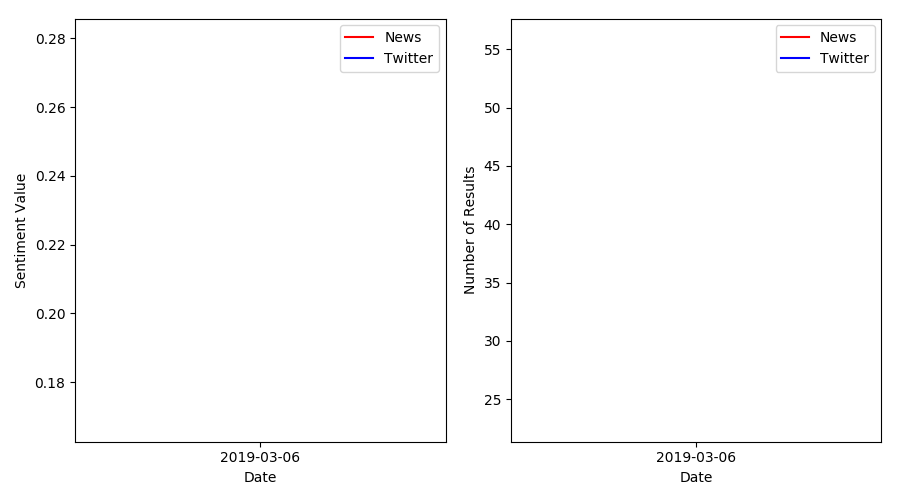 Sentiment Value
0.28
0.26
0.24
0.22
0.20
0.18
News
Twitter
2019-03-06
Date
Number of Results
55
50
45
40
35
30
25
News
Twitter
2019-03-06
Date